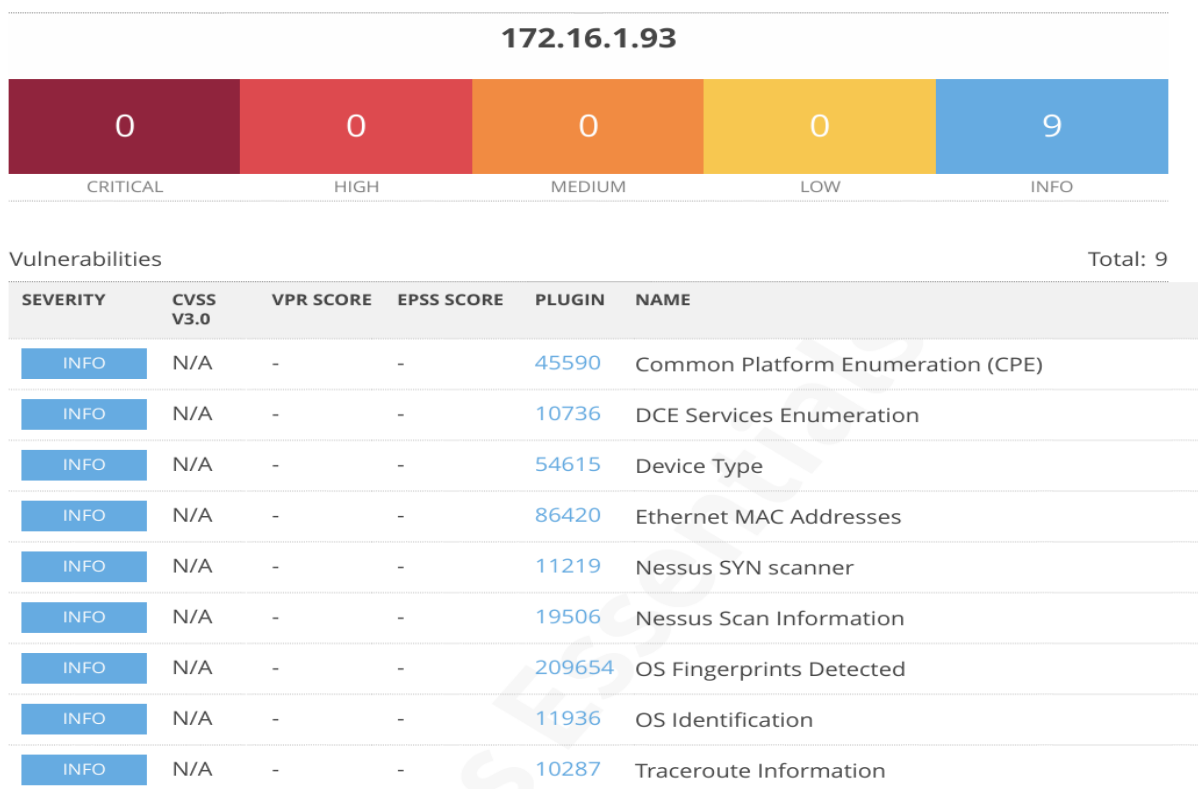 172.16.1.93
0 0 0 0 9
CRITICAL HIGH MEDIUM LOW INFO
Vulnerabilities Total: 9
SEVERITY CVSS V3.0 VPR SCORE EPSS SCORE PLUGIN NAME
INFO N/A - - 45590 Common Platform Enumeration (CPE)
INFO N/A - - 10736 DCE Services Enumeration
INFO N/A - - 54615 Device Type
INFO N/A - - 86420 Ethernet MAC Addresses
INFO N/A - - 11219 Nessus SYN scanner
INFO N/A - - 19506 Nessus Scan Information
INFO N/A - - 209654 OS Fingerprints Detected
INFO N/A - - 11936 OS Identification
INFO N/A - - 10287 Traceroute Information
s Essentials